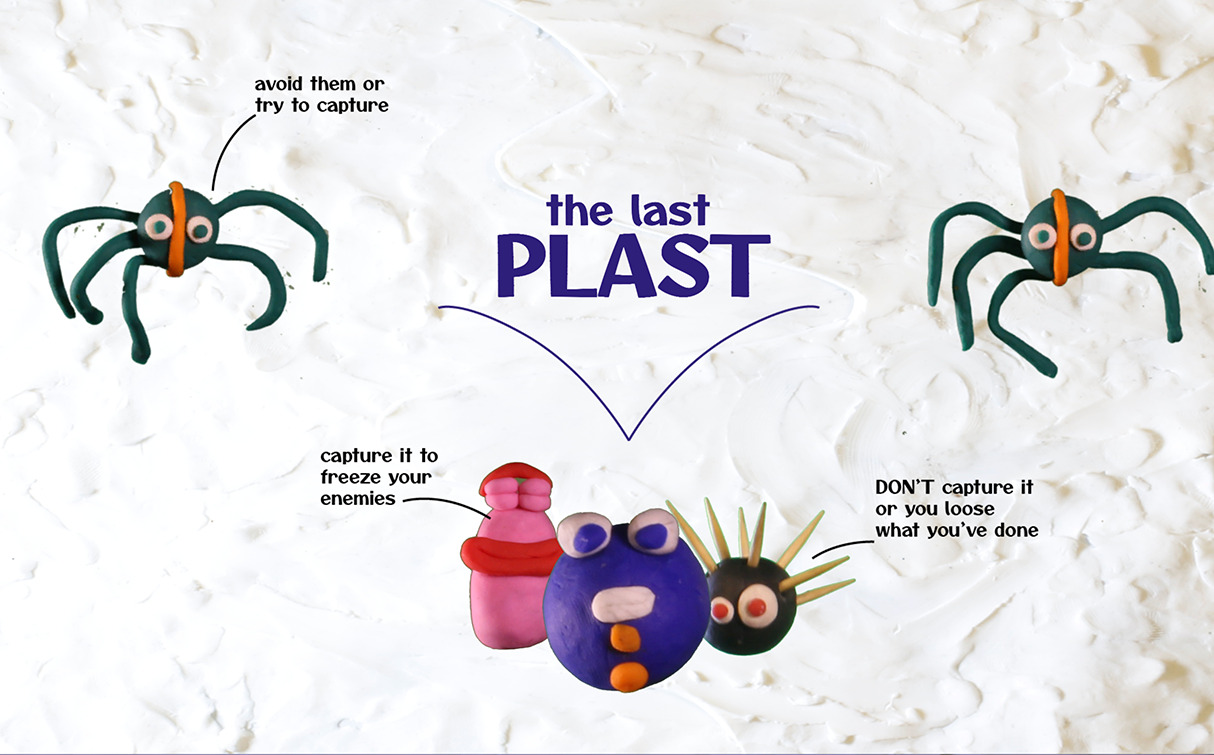 avoid them or
try to capture
the last
PLAST
capture it to
freeze your
enemies
DON'T capture it
or you loose
what you've done